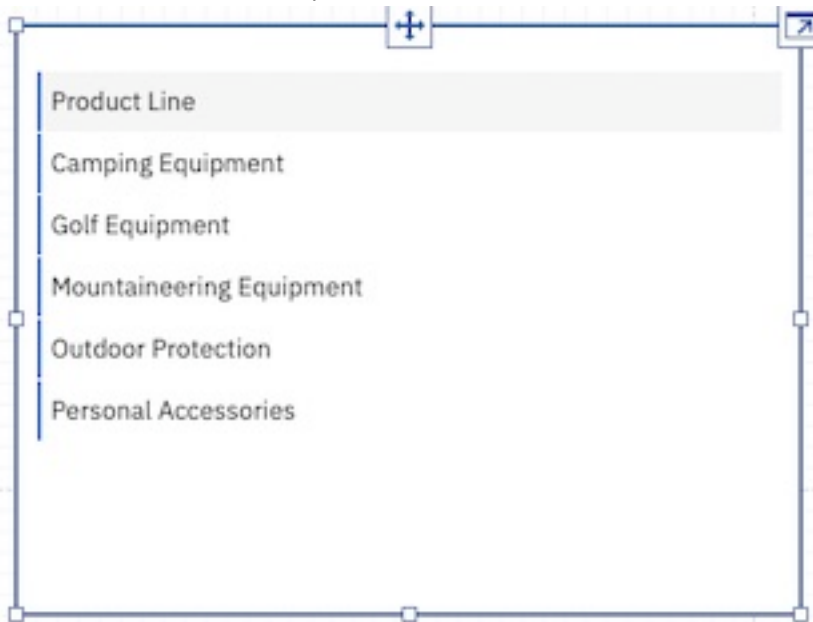 Product Line
Camping Equipment
Golf Equipment
Mountaineering Equipment
Outdoor Protection
Personal Accessories